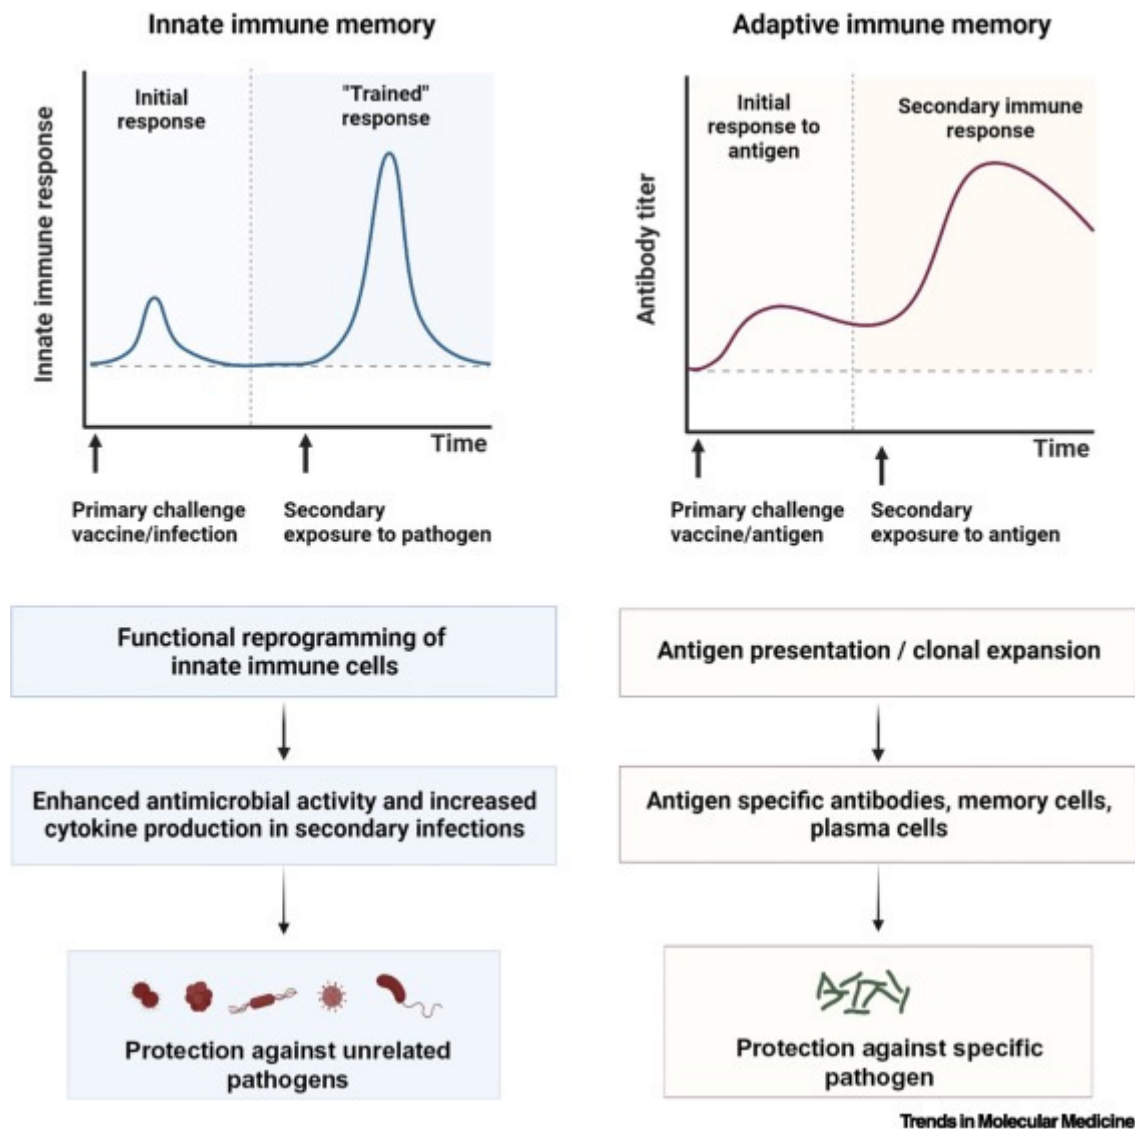 Innate immune memory
Innate immune response
Initial
response
"Trained"
response
Time
Primary challenge
vaccine/infection
Secondary
exposure to pathogen
Functional reprogramming of
innate immune cells
Enhanced antimicrobial activity and increased
cytokine production in secondary infections
Protection against unrelated
pathogens
Adaptive immune memory
Antibody titer
Initial
response to
antigen
Secondary immune
response
Time
Primary challenge
vaccine/antigen
Secondary
exposure to antigen
Antigen presentation / clonal expansion
Antigen specific antibodies, memory cells,
plasma cells
Protection against specific
pathogen
Trends in Molecular Medicine